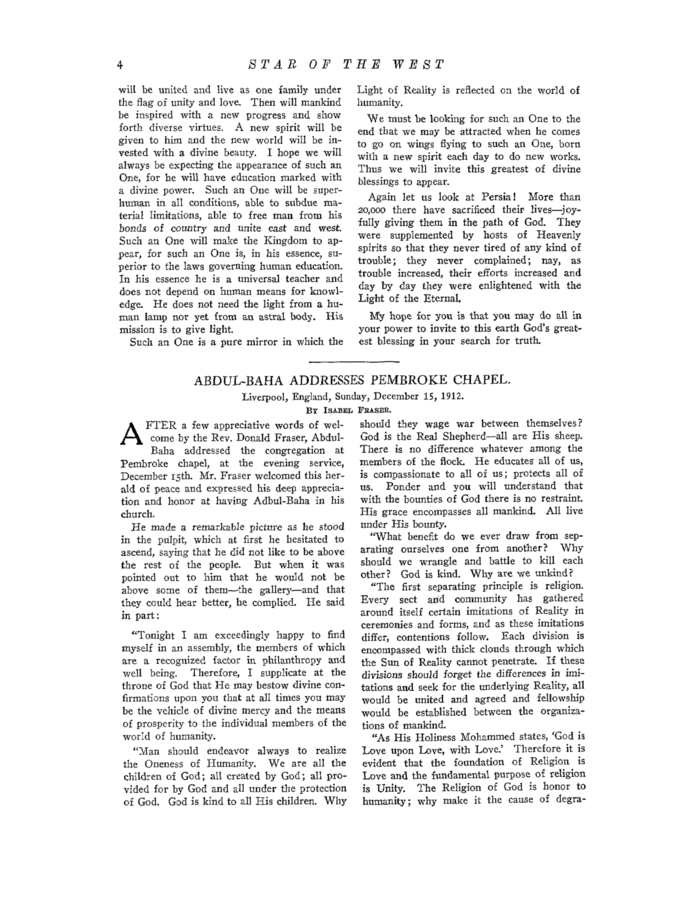 4
STAR OF THE WEST
will be united and live as one family under
the flag of unity and love. Then will mankind
be inspired with a new progress and show
forth diverse virtues. A new spirit will be
given to him and the new world will be in-
vested with a divine beauty. I hope we will
always be expecting the appearance of such an
One, for he will have education marked with
a divine power. Such an One will be super-
human in all conditions, able to subdue ma-
terial limitations, able to free man from his
bonds of country and unite east and west.
Such an One will make the Kingdom to ap-
pear, for such an One is, in his essence, su-
perior to the laws governing human education.
In his essence he is a universal teacher and
does not depend on human means for knowl-
edge. He does not need the light from a hu-
man lamp nor yet from an astral body. His
mission is to give light.
Such an One is a pure mirror in which the
Light of Reality is reflected on the world of
humanity.
We must be looking for such an One to the
end that we may be attracted when he comes
to go on wings flying to such an One, born
with a new spirit each day to do new works.
Thus we will invite this greatest of divine
blessings to appear.
Again let us look at Persia! More than
20,000 there have sacrificed their lives—joy-
fully giving them in the path of God. They
were supplemented by hosts of Heavenly
spirits so that they never tired of any kind of
trouble; they never complained; nay, as
trouble increased, their efforts increased and
day by day they were enlightened with the
Light of the Eternal.
My hope for you is that you may do all in
your power to invite to this earth God's great-
est blessing in your search for truth.
ABDUL-BAHA ADDRESSES PEMBROKE CHAPEL.
Liverpool, England, Sunday, December 15, 1912.
BY ISABEL FRASER.
AFTER a few appreciative words of wel-
come by the Rev. Donald Fraser, Abdul-
Baha addressed the congregation at
Pembroke chapel, at the evening service,
December 15th. Mr. Fraser welcomed this her-
ald of peace and expressed his deep apprecia-
tion and honor at having Adbul-Baha in his
church.
He made a remarkable picture as he stood
in the pulpit, which at first he hesitated to
ascend, saying that he did not like to be above
the rest of the people. But when it was
pointed out to him that he would not be
above some of them—the gallery—and that
they could hear better, he complied. He said
in part:
"Tonight I am exceedingly happy to find
myself in an assembly, the members of which
are a recognized factor in philanthropy and
well being. Therefore, I supplicate at the
throne of God that He may bestow divine con-
firmations upon you that at all times you may
be the vehicle of divine mercy and the means
of prosperity to the individual members of the
world of humanity.
"Man should endeavor always to realize
the Oneness of Humanity. We are all the
children of God; all created by God; all pro-
vided for by God and all under the protection
of God. God is kind to all His children. Why
should they wage war between themselves?
God is the Real Shepherd—all are His sheep.
There is no difference whatever among the
members of the flock. He educates all of us,
is compassionate to all of us; protects all of
us. Ponder and you will understand that
with the bounties of God there is no restraint.
His grace encompasses all mankind. All live
under His bounty.
"What benefit do we ever draw from sep-
arating ourselves one from another? Why
should we wrangle and battle to kill each
other? God is kind. Why are we unkind?
"The first separating principle is religion.
Every sect and community has gathered
around itself certain imitations of Reality in
ceremonies and forms, and as these imitations
differ, contentions follow. Each division is
encompassed with thick clouds through which
the Sun of Reality cannot penetrate. If these
divisions should forget the differences in imi-
tations and seek for the underlying Reality, all
would be united and agreed and fellowship
would be established between the organiza-
tions of mankind.
"As His Holiness Mohammed states, 'God is
Love upon Love, with Love.' Therefore it is
evident that the foundation of Religion is
Love and the fundamental purpose of religion
is Unity. The Religion of God is honor to
humanity; why make it the cause of degra-